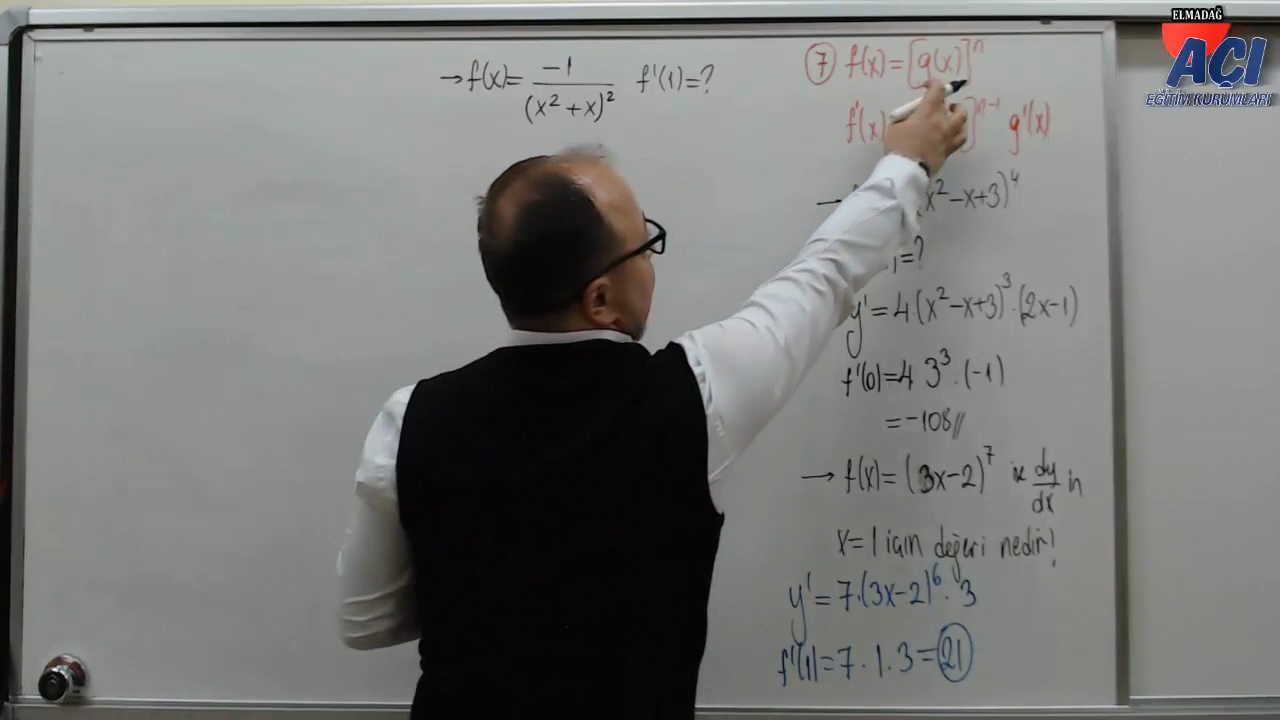 → f(x) = -1/(x² + x)² f'(1) = ?
⑦ f(x) = [g(x)]ⁿ
f'(x) ]ⁿ⁻¹ g'(x)
→ x² - x + 3)⁴
= ?
y' = 4(x² - x + 3)³ . (2x - 1)
f'(0) = 4 3³ . (-1)
= -108//
→ f(x) = (3x - 2)⁷ ise dy/dx in
x = 1 için değeri nedir!
y' = 7.(3x - 2)⁶ . 3
f'(1) = 7 . 1 . 3 = 21
ELMADAĞ
AÇI
EĞİTİM KURUMLARI